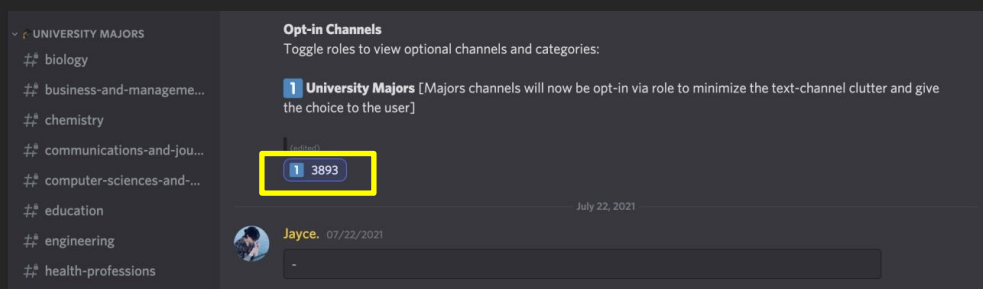 UNIVERSITY MAJORS
biology
business-and-manageme...
chemistry
communications-and-jou...
computer-sciences-and-...
education
engineering
health-professions
Opt-in Channels
Toggle roles to view optional channels and categories:
1 University Majors [Majors channels will now be opt-in via role to minimize the text-channel clutter and give
the choice to the user]
(edited)
1 3893
July 22, 2021
Jayce. 07/22/2021
-